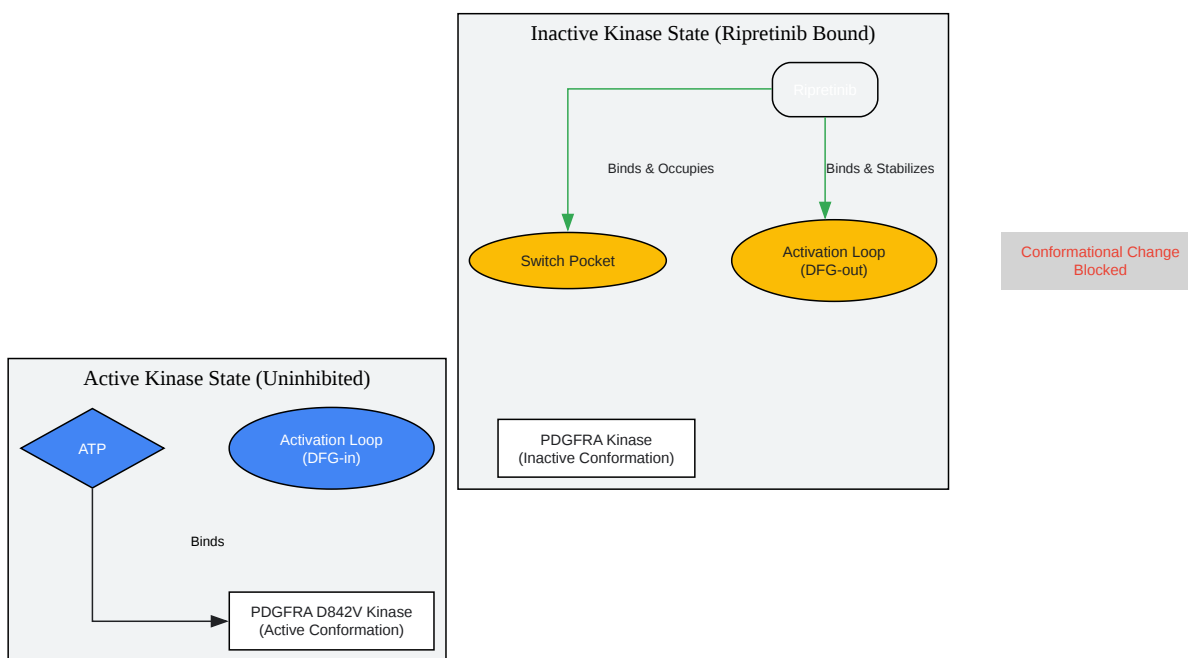 Inactive Kinase State (Ripretinib Bound)
Ripretinib
Binds & Occupies
Binds & Stabilizes
Switch Pocket
Activation Loop
(DFG-out)
Conformational Change
Blocked
PDGFRA Kinase
(Inactive Conformation)
Active Kinase State (Uninhibited)
ATP
Activation Loop
(DFG-in)
Binds
PDGFRA D842V Kinase
(Active Conformation)